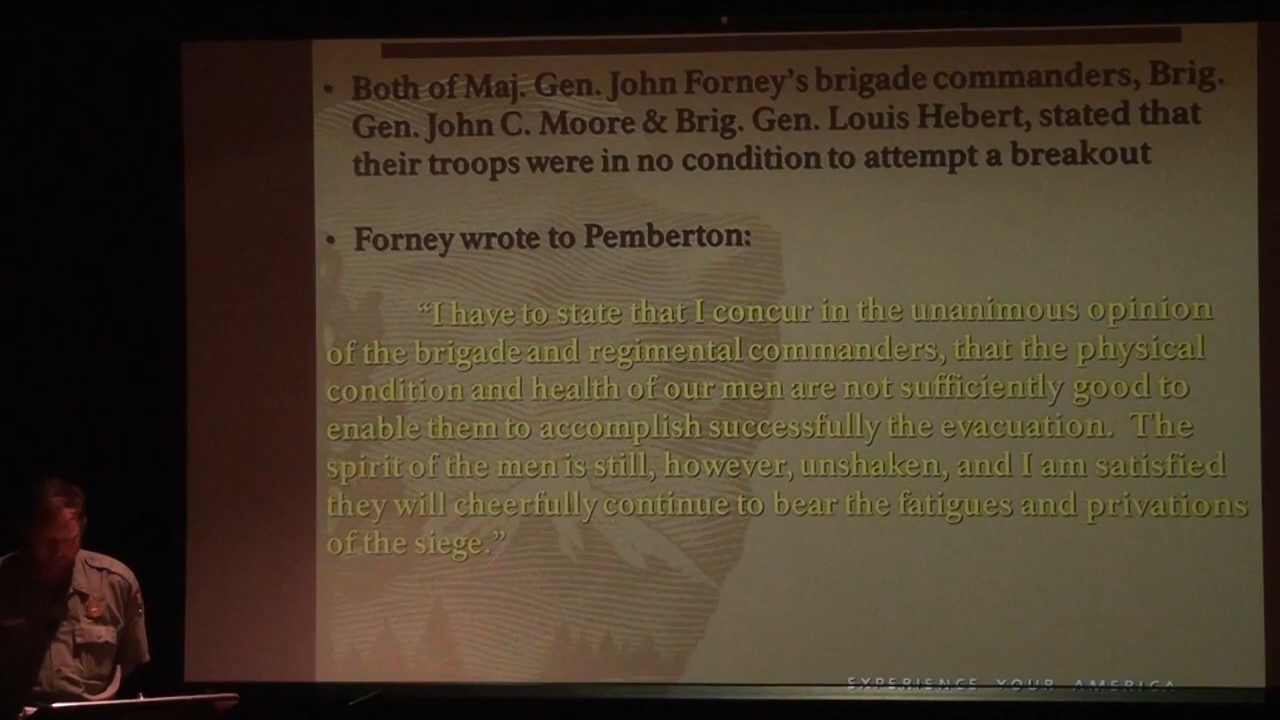 • Both of Maj. Gen. John Forney's brigade commanders, Brig.
Gen. John C. Moore & Brig. Gen. Louis Hebert, stated that
their troops were in no condition to attempt a breakout
• Forney wrote to Pemberton:
“I have to state that I concur in the unanimous opinion
of the brigade and regimental commanders, that the physical
condition and health of our men are not sufficiently good to
enable them to accomplish successfully the evacuation. The
spirit of the men is still, however, unshaken, and I am satisfied
they will cheerfully continue to bear the fatigues and privations
of the siege.”
EXPERIENCE YOUR AMERICA